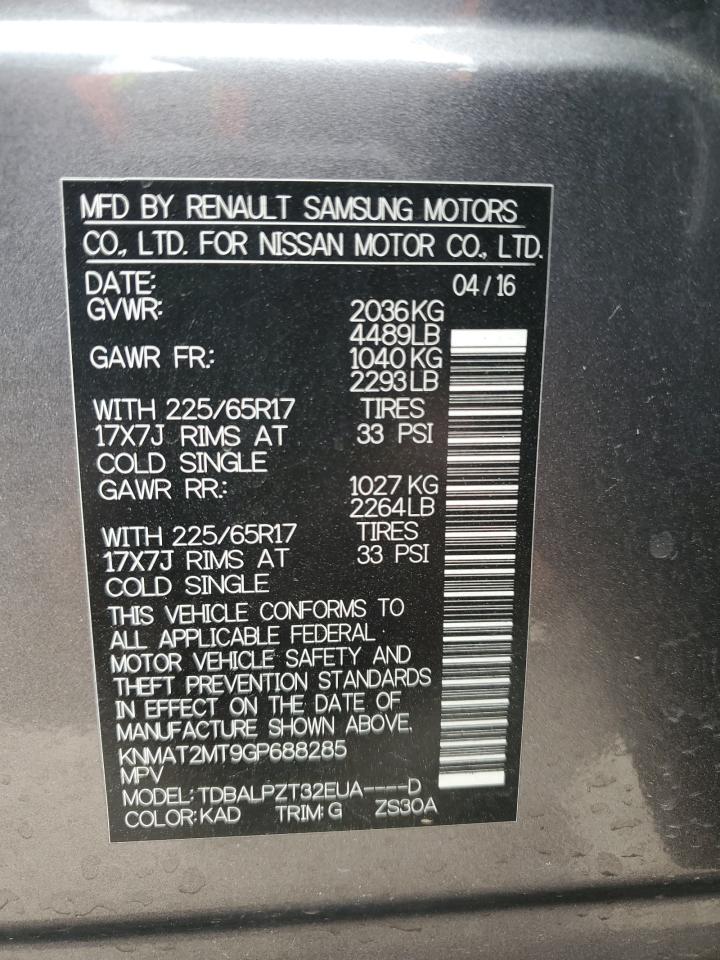 MFD BY RENAULT SAMSUNG MOTORS
CO., LTD. FOR NISSAN MOTOR CO., LTD.
DATE: 04/16
GVWR: 2036KG
4489LB
GAWR FR.: 1040KG
2293LB
WITH 225/65R17 TIRES
17X7J RIMS AT 33 PSI
COLD SINGLE
GAWR RR.: 1027KG
2264LB
WITH 225/65R17 TIRES
17X7J RIMS AT 33 PSI
COLD SINGLE
THIS VEHICLE CONFORMS TO
ALL APPLICABLE FEDERAL
MOTOR VEHICLE SAFETY AND
THEFT PREVENTION STANDARDS
IN EFFECT ON THE DATE OF
MANUFACTURE SHOWN ABOVE.
KNMAT2MT9GP688285
MPV
MODEL: TDBALPZT32EUA----D
COLOR: KAD TRIM: G ZS30A